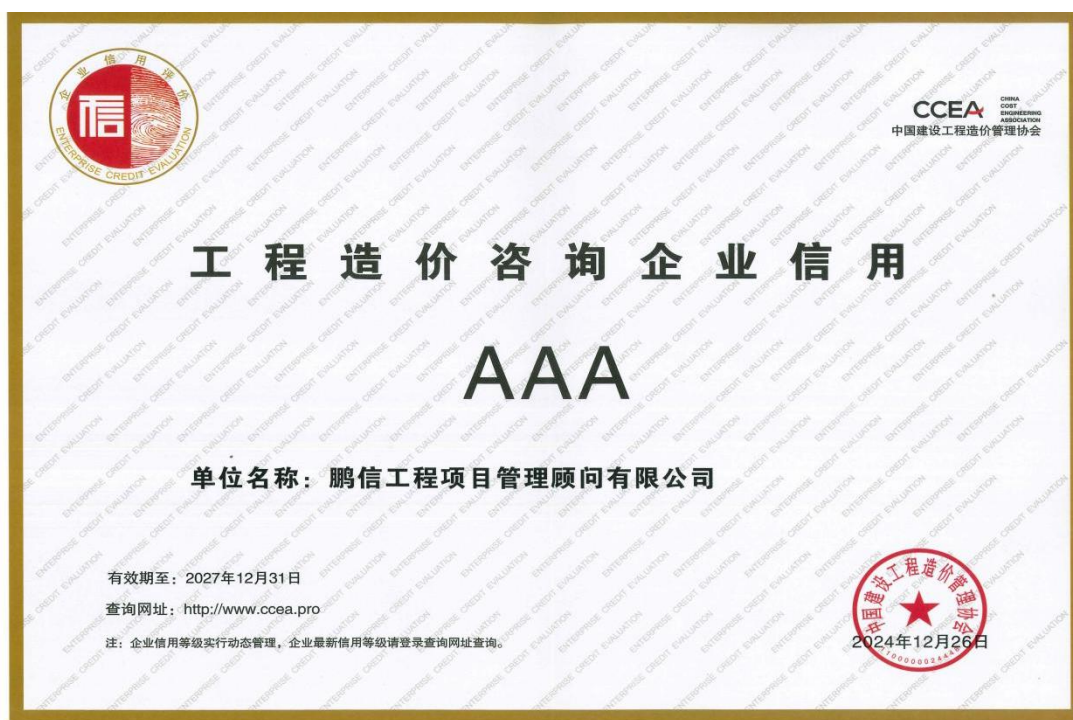 企业信用评价
信
ENTERPRISE CREDIT EVALUATION
CCEA
CHINA
COST
ENGINEERING
ASSOCIATION
中国建设工程造价管理协会
工程造价咨询企业信用
AAA
单位名称：鹏信工程项目管理顾问有限公司
有效期至：2027年12月31日
查询网址：http://www.ccea.pro
注：企业信用等级实行动态管理，企业最新信用等级请登录查询网址查询。
中国建设工程造价管理协会
2024年12月26日